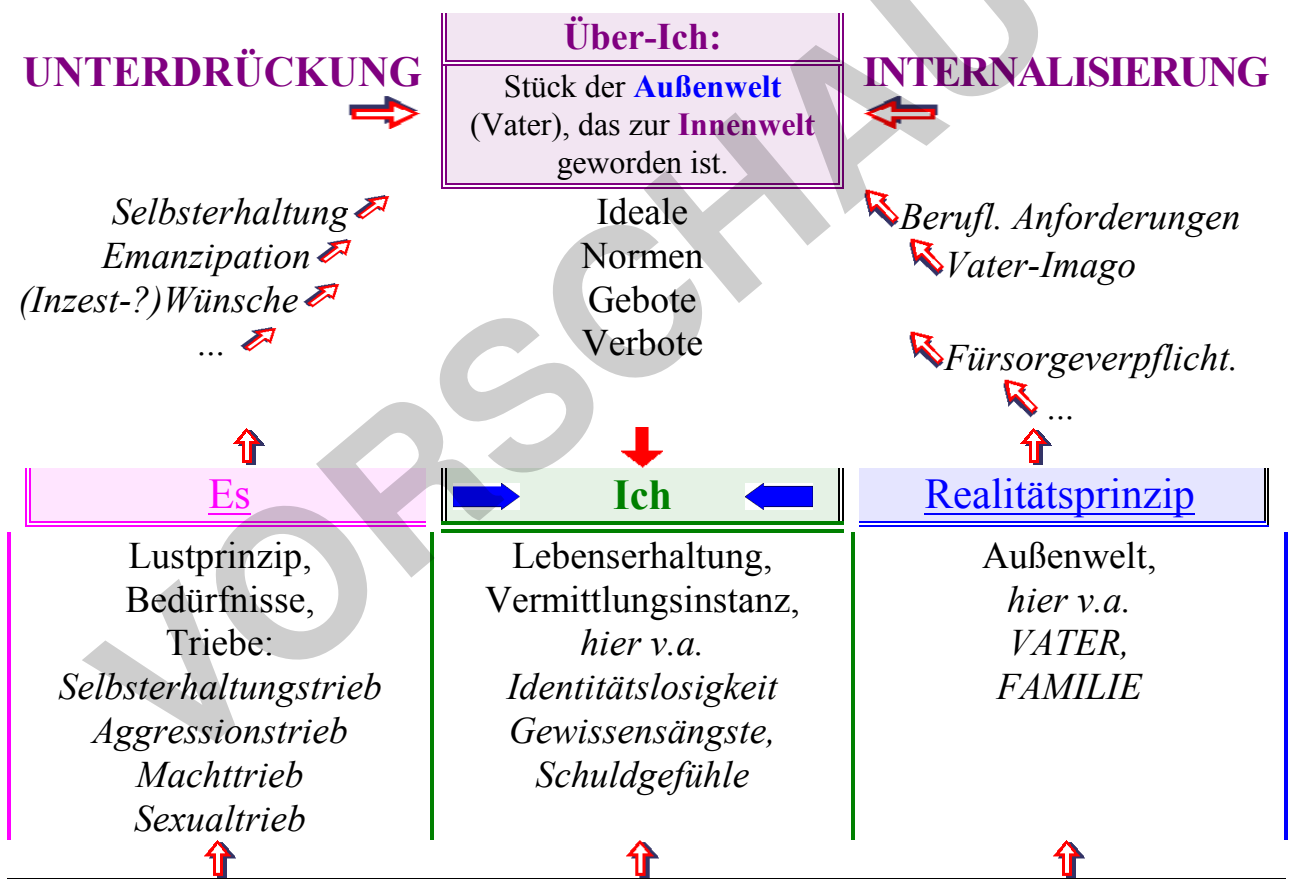 UNTERDRÜCKUNG
Über-Ich:
Stück der Außenwelt
(Vater), das zur Innenwelt
geworden ist.
INTERNALISIERUNG
Selbsterhaltung
Emanzipation
(Inzest-?)Wünsche
...
Ideale
Normen
Gebote
Verbote
Berufl. Anforderungen
Vater-Imago
Fürsorgeverpflicht.
...
Es
Lustprinzip,
Bedürfnisse,
Triebe:
Selbsterhaltungstrieb
Aggressionstrieb
Machttrieb
Sexualtrieb
Ich
Lebenserhaltung,
Vermittlungsinstanz,
hier v.a.
Identitätslosigkeit
Gewissensängste,
Schuldgefühle
Realitätsprinzip
Außenwelt,
hier v.a.
VATER,
FAMILIE
VORSCHAU